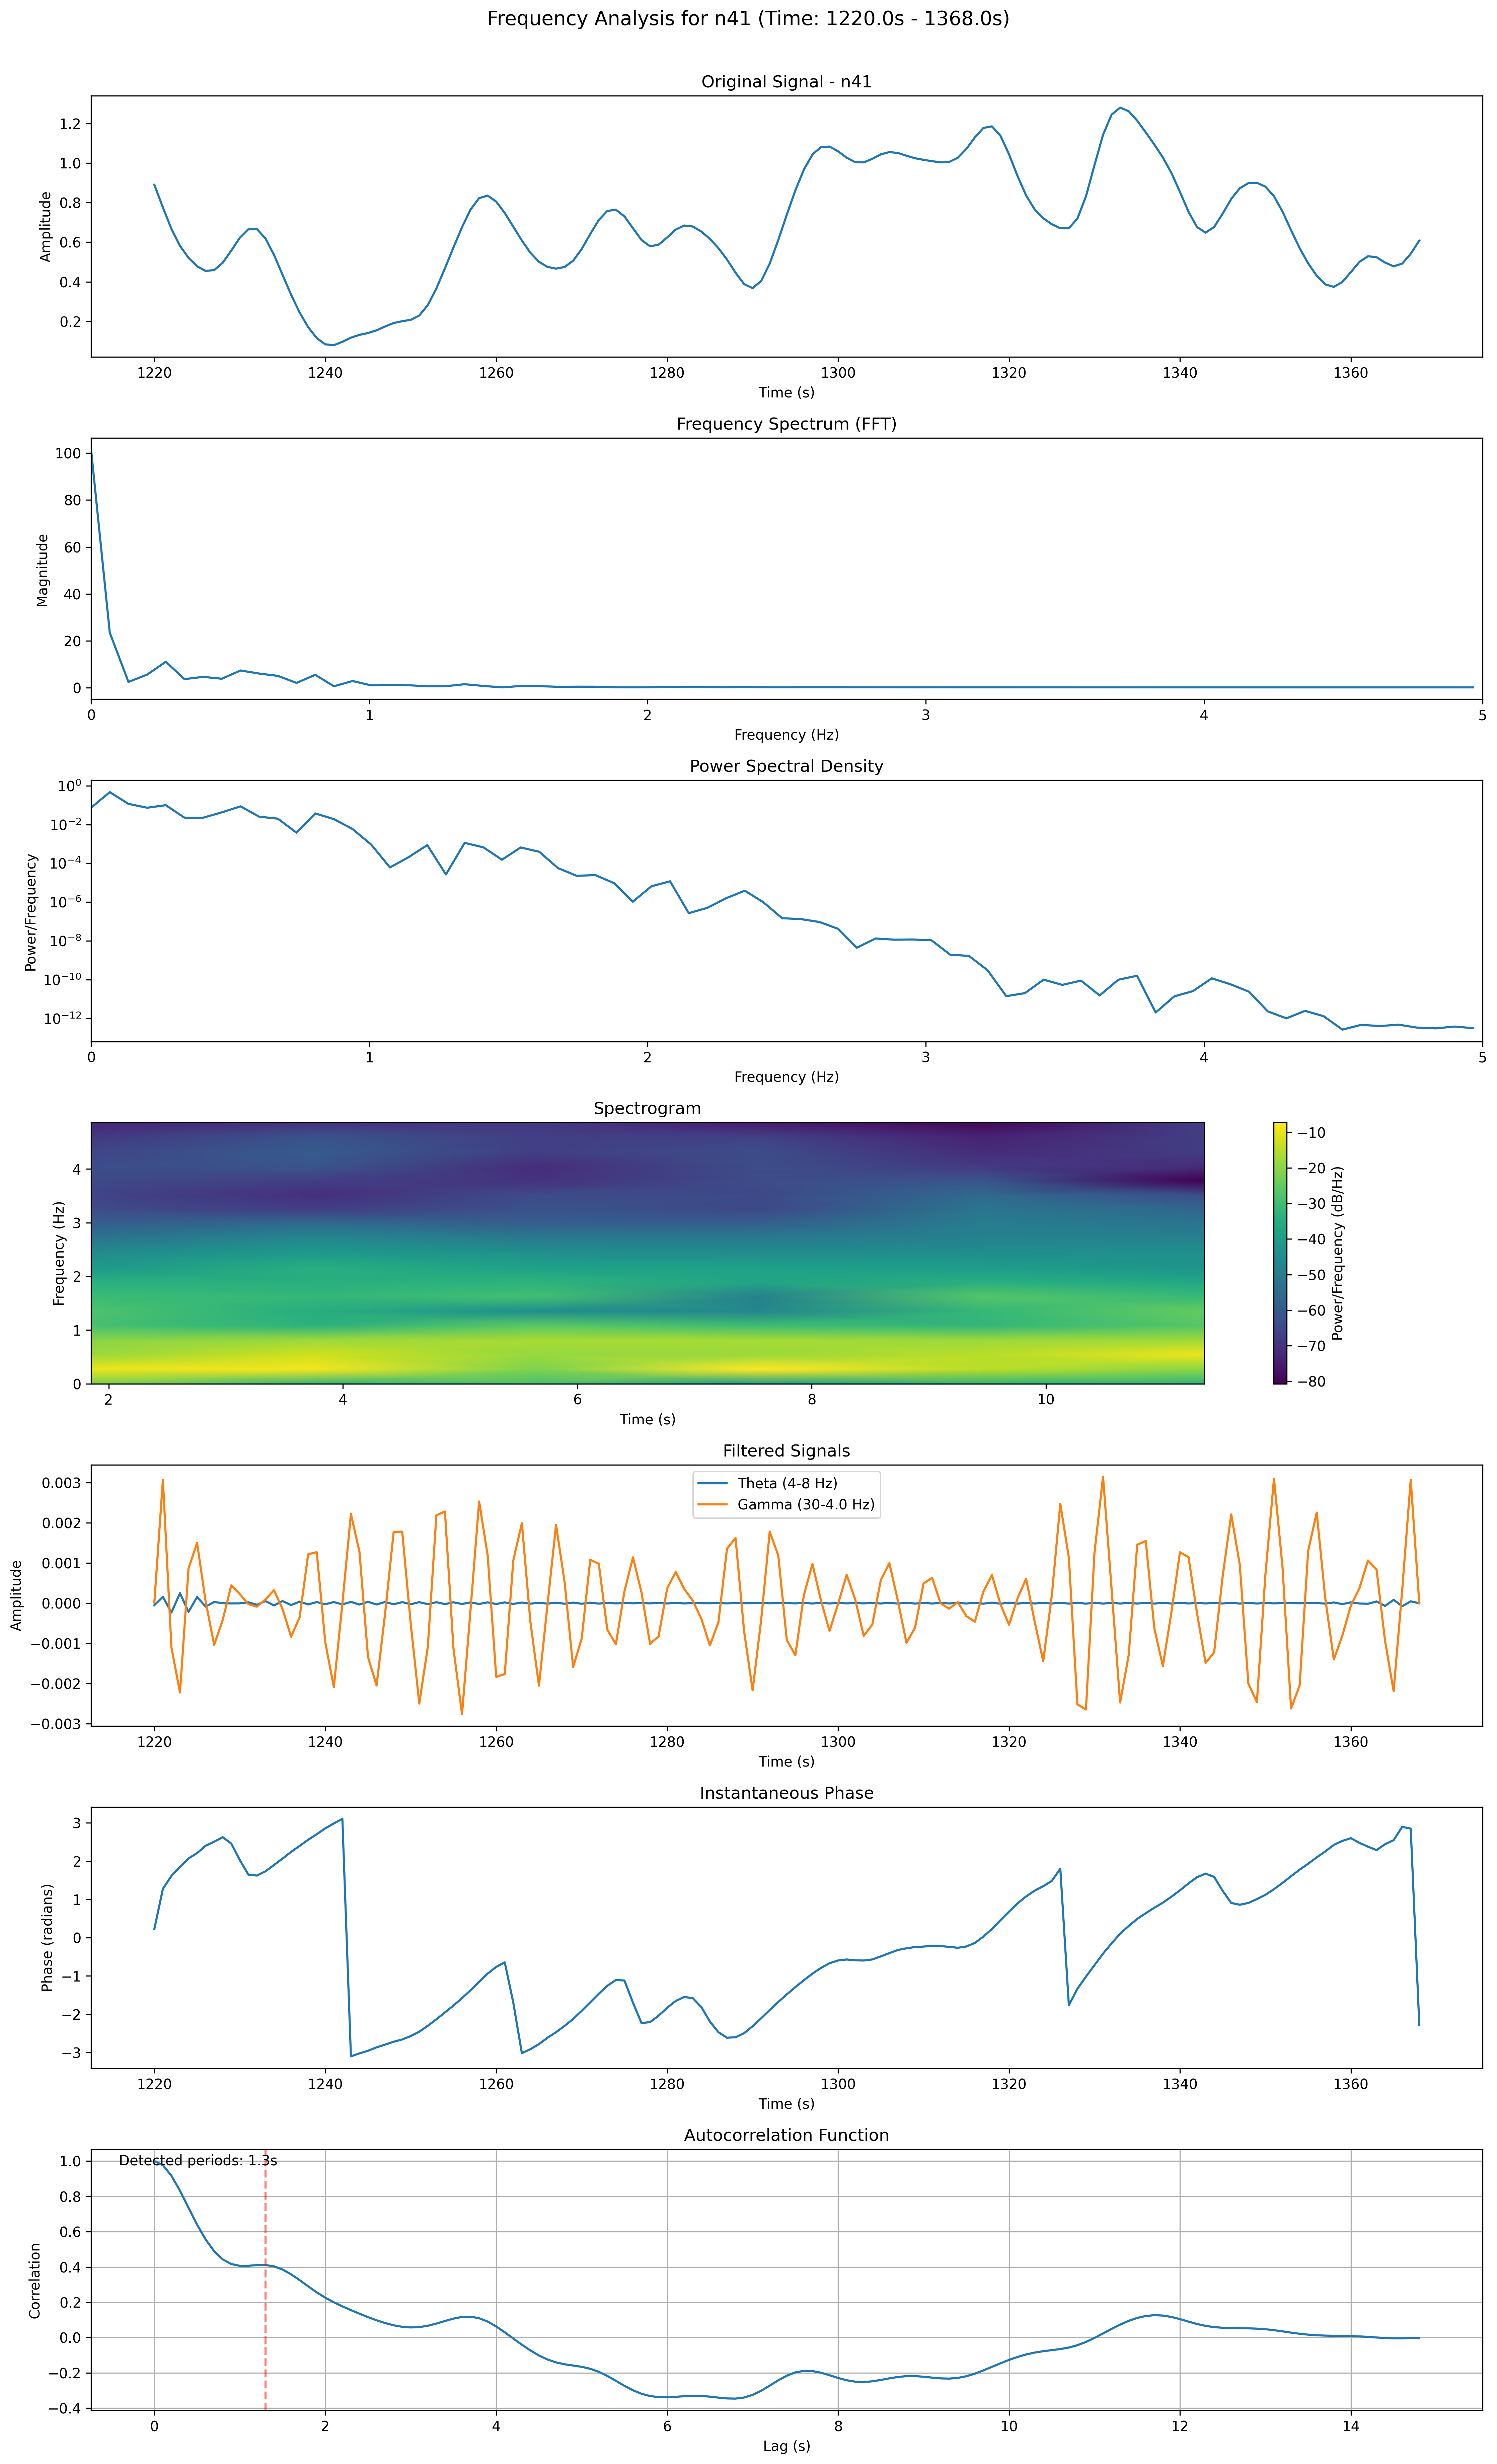 Frequency Analysis for n41 (Time: 1220.0s - 1368.0s)
Original Signal - n41
Amplitude
1.2
1.0
0.8
0.6
0.4
0.2
1220 1240 1260 1280 1300 1320 1340 1360
Time (s)
Frequency Spectrum (FFT)
Magnitude
100
80
60
40
20
0
0 1 2 3 4 5
Frequency (Hz)
Power Spectral Density
Power/Frequency
10⁰
10⁻²
10⁻⁴
10⁻⁶
10⁻⁸
10⁻¹⁰
10⁻¹²
0 1 2 3 4 5
Frequency (Hz)
Spectrogram
Frequency (Hz)
4
3
2
1
0
2 4 6 8 10
Time (s)
−10
−20
−30
−40
−50
−60
−70
−80
Power/Frequency (dB/Hz)
Filtered Signals
Theta (4-8 Hz)
Gamma (30-4.0 Hz)
Amplitude
0.003
0.002
0.001
0.000
−0.001
−0.002
−0.003
1220 1240 1260 1280 1300 1320 1340 1360
Time (s)
Instantaneous Phase
Phase (radians)
3
2
1
0
−1
−2
−3
1220 1240 1260 1280 1300 1320 1340 1360
Time (s)
Autocorrelation Function
Detected periods: 1.3s
Correlation
1.0
0.8
0.6
0.4
0.2
0.0
−0.2
−0.4
0 2 4 6 8 10 12 14
Lag (s)